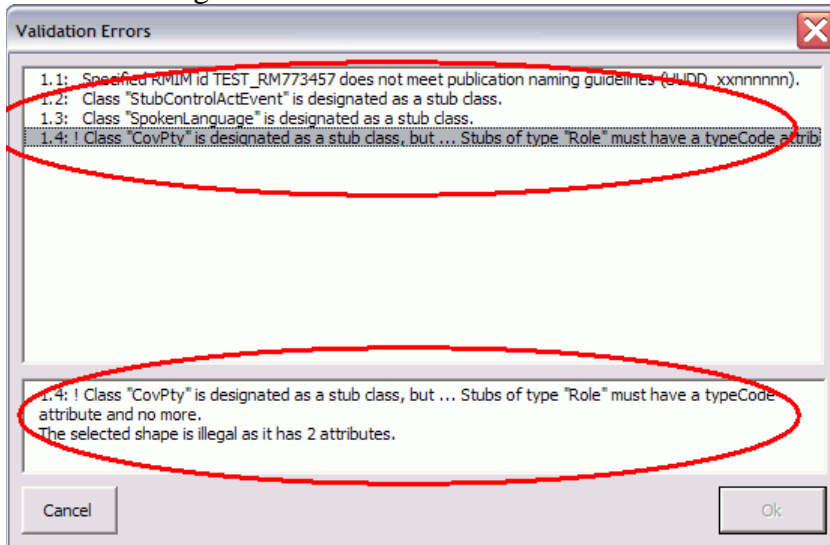 Validation Errors
1.1: Specified RMIM id TEST_RM773457 does not meet publication naming guidelines (UUDD_xxnnnnnn).
1.2: Class "StubControlActEvent" is designated as a stub class.
1.3: Class "SpokenLanguage" is designated as a stub class.
1.4: ! Class "CovPty" is designated as a stub class, but ... Stubs of type "Role" must have a typeCode attrib
1.4: ! Class "CovPty" is designated as a stub class, but ... Stubs of type "Role" must have a typeCode
attribute and no more.
The selected shape is illegal as it has 2 attributes.
Cancel
Ok